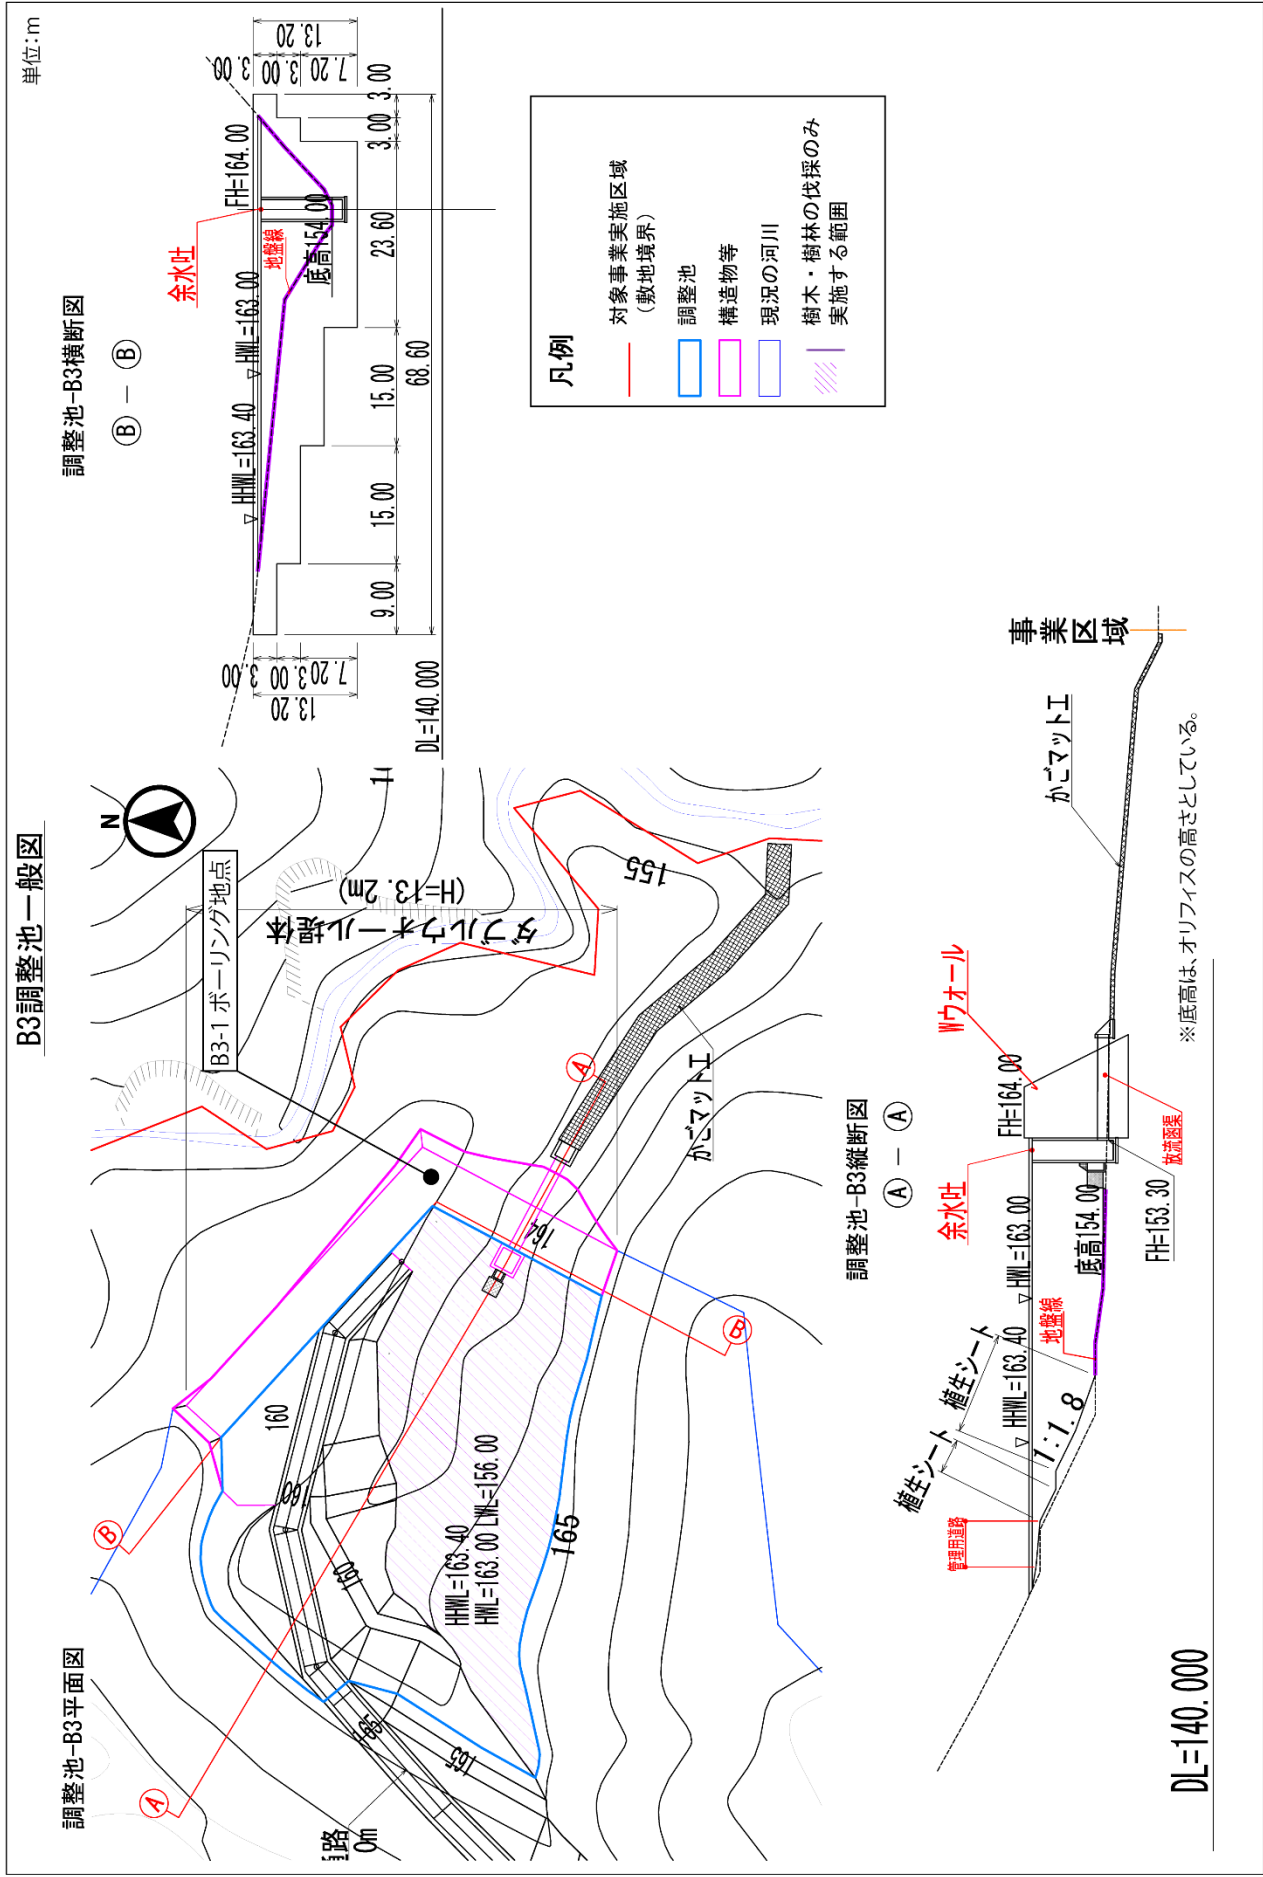 B3調整池一般図
単位:m
調整池-B3平面図
N
B3-1 ボーリング地点
ダブルウォール堤体
(H=13.2m)
かごマット工
HHWL=163.40
HWL=163.00 LWL=156.00
160
160
160
164
165
165
165
155
A
A
B
B
0m
調整池-B3横断図
B － B
余水吐
FH=164.00
HHWL=163.40
HWL=163.00
地盤線
底高154.00
3.00
3.00
7.20
13.20
3.00
3.00
7.20
13.20
9.00
15.00
15.00
23.60
3.00
3.00
68.60
DL=140.000
凡例
対象事業実施区域
(敷地境界)
調整池
構造物等
現況の河川
樹木・樹林の伐採のみ
実施する範囲
調整池-B3縦断図
A － A
管理用道路
植生シート
植生シート
1:1.8
HHWL=163.40
HWL=163.00
地盤線
底高154.00
余水吐
FH=164.00
Wウォール
FH=153.30
放流函渠
かごマット工
事業区域
※底高は、オリフィスの高さとしている。
DL=140.000